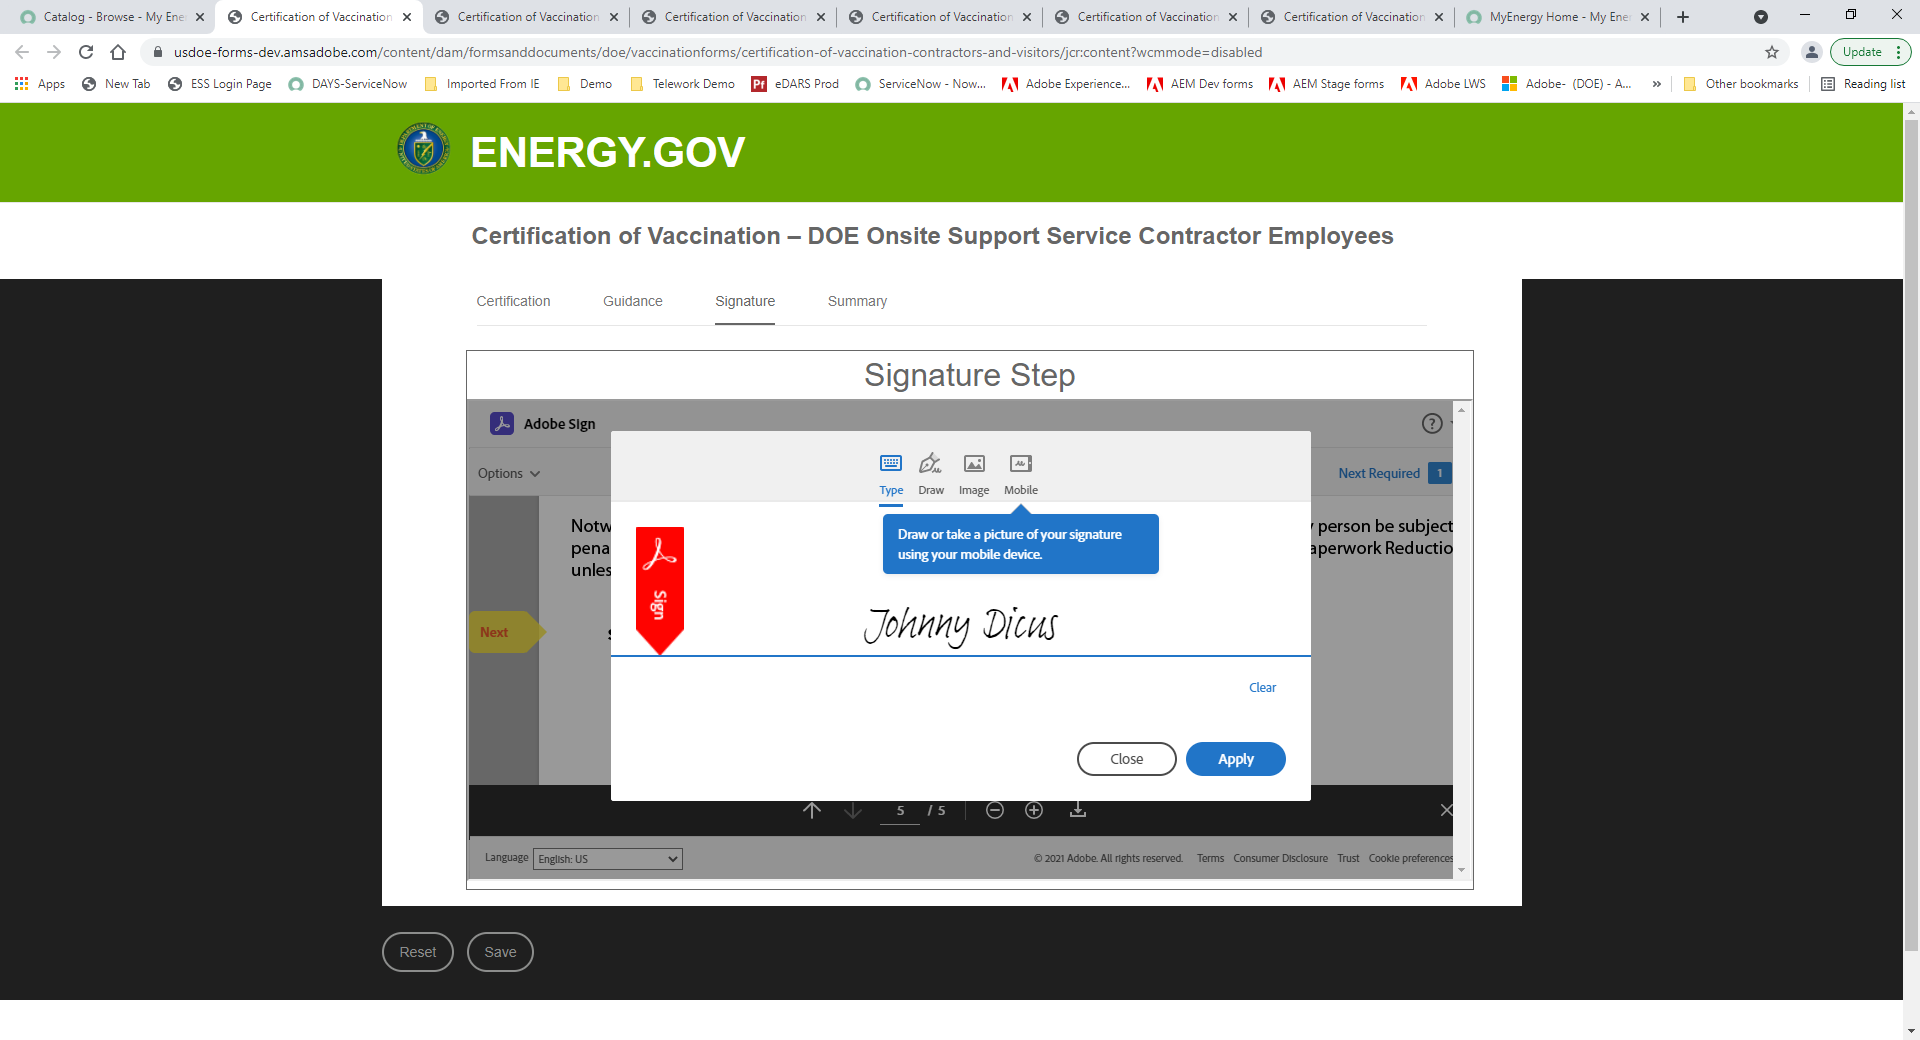 Catalog - Browse - My Ene
Certification of Vaccination
Certification of Vaccination
Certification of Vaccination
Certification of Vaccination
Certification of Vaccination
Certification of Vaccination
MyEnergy Home - My Ener
usdoe-forms-dev.amsadobe.com/content/dam/formsanddocuments/doe/vaccinationforms/certification-of-vaccination-contractors-and-visitors/jcr:content?wcmmode=disabled
Update
Apps New Tab ESS Login Page DAYS-ServiceNow Imported From IE Demo Telework Demo Pf eDARS Prod ServiceNow - Now... Adobe Experience... AEM Dev forms AEM Stage forms Adobe LWS Adobe- (DOE) - A... » Other bookmarks Reading list
ENERGY.GOV
Certification of Vaccination – DOE Onsite Support Service Contractor Employees
Certification Guidance Signature Summary
Signature Step
Adobe Sign
?
Options
Next Required 1
Type Draw Image Mobile
Draw or take a picture of your signature
using your mobile device.
Notw
y person be subject
pena
aperwork Reductio
unles
Sign
Next
Johnny Dicus
Clear
Close Apply
5 / 5
Language English: US
© 2021 Adobe. All rights reserved. Terms Consumer Disclosure Trust Cookie preferences
Reset Save